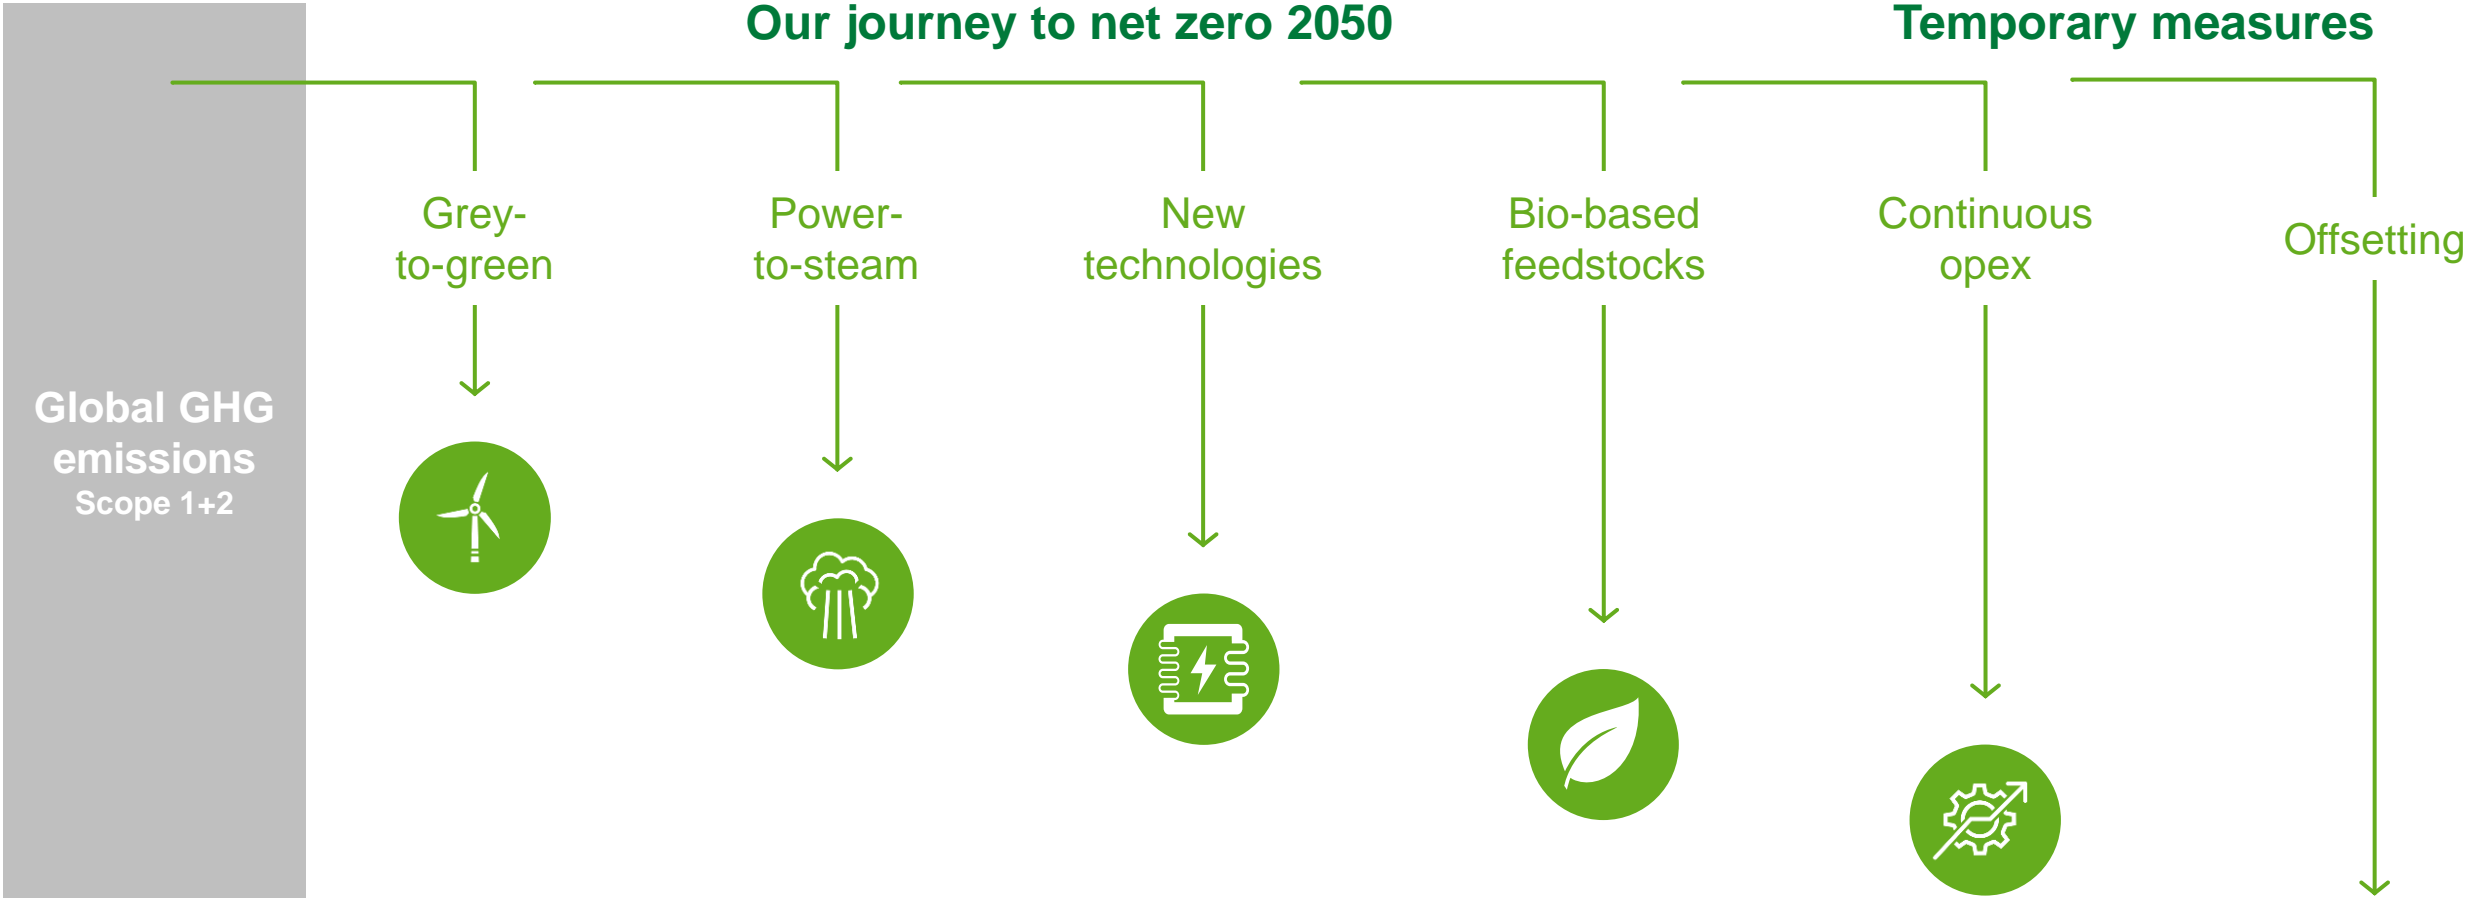 Our journey to net zero 2050
Temporary measures
Global GHG
emissions
Scope 1+2
Grey-
to-green
Power-
to-steam
New
technologies
Bio-based
feedstocks
Continuous
opex
Offsetting